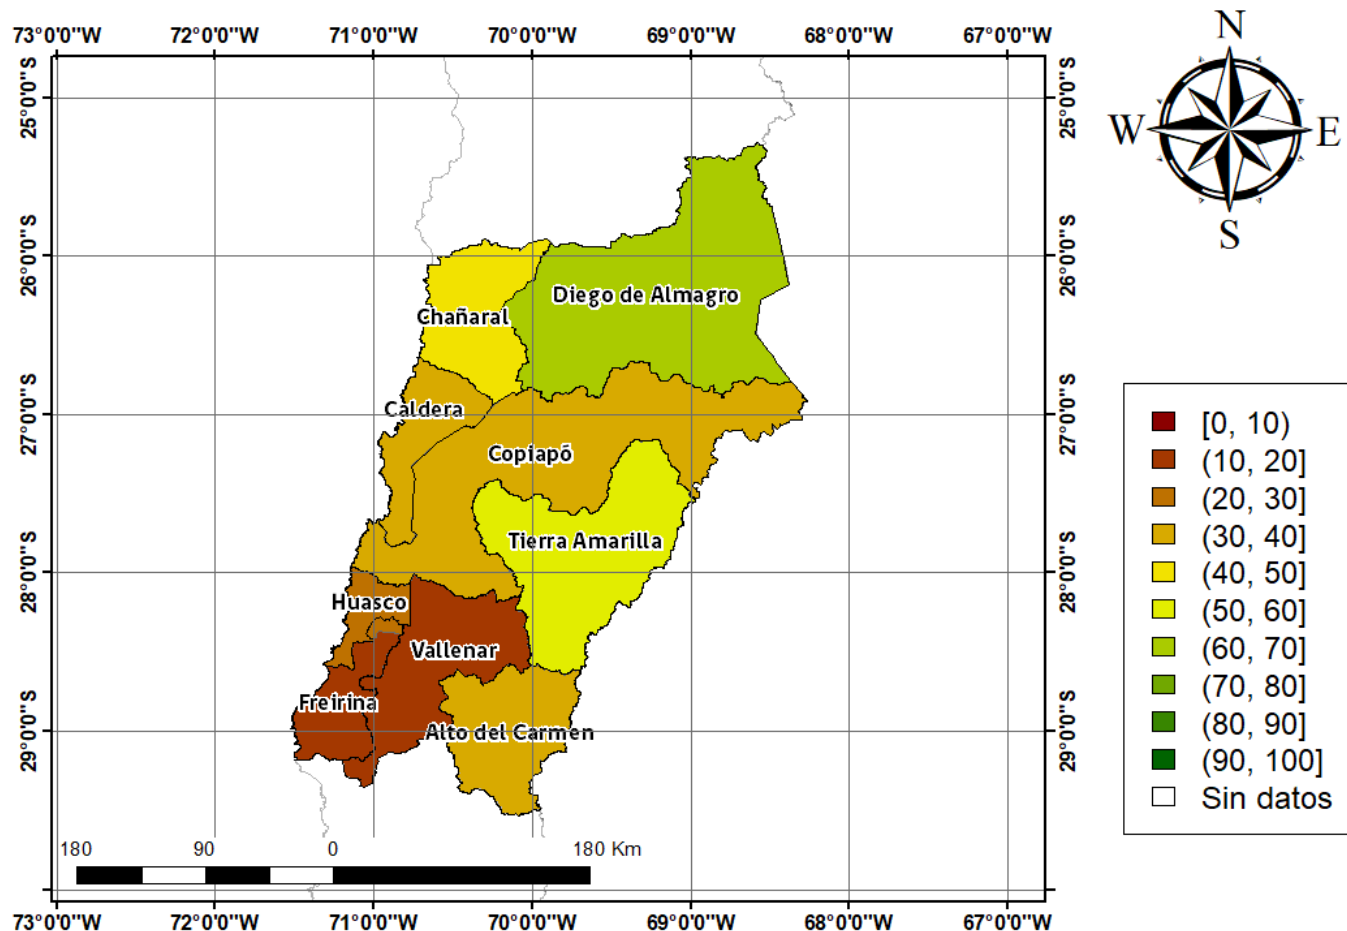 73°0'0"W 72°0'0"W 71°0'0"W 70°0'0"W 69°0'0"W 68°0'0"W 67°0'0"W
N
W E
S
25°0'0"S 25°0'0"S
26°0'0"S 26°0'0"S
27°0'0"S 27°0'0"S
28°0'0"S 28°0'0"S
29°0'0"S 29°0'0"S
Diego de Almagro
Chañaral
Caldera
Copiapó
Tierra Amarilla
Huasco
Vallenar
Freirina
Alto del Carmen
[0, 10)
(10, 20]
(20, 30]
(30, 40]
(40, 50]
(50, 60]
(60, 70]
(70, 80]
(80, 90]
(90, 100]
Sin datos
180 90 0 180 Km
73°0'0"W 72°0'0"W 71°0'0"W 70°0'0"W 69°0'0"W 68°0'0"W 67°0'0"W